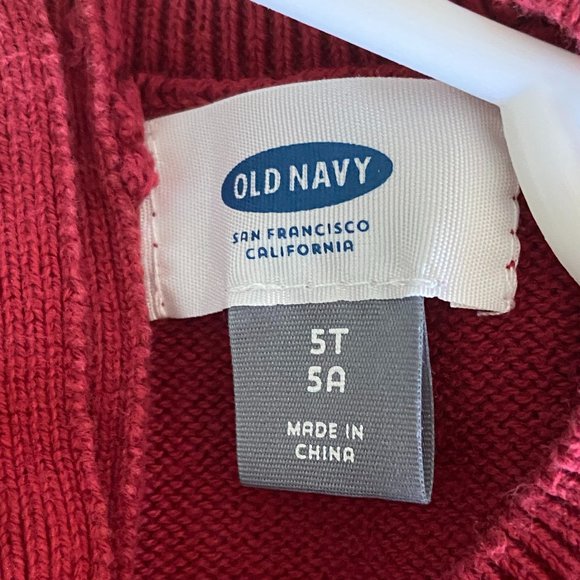 OLD NAVY
SAN FRANCISCO
CALIFORNIA
5T
5A
MADE IN
CHINA